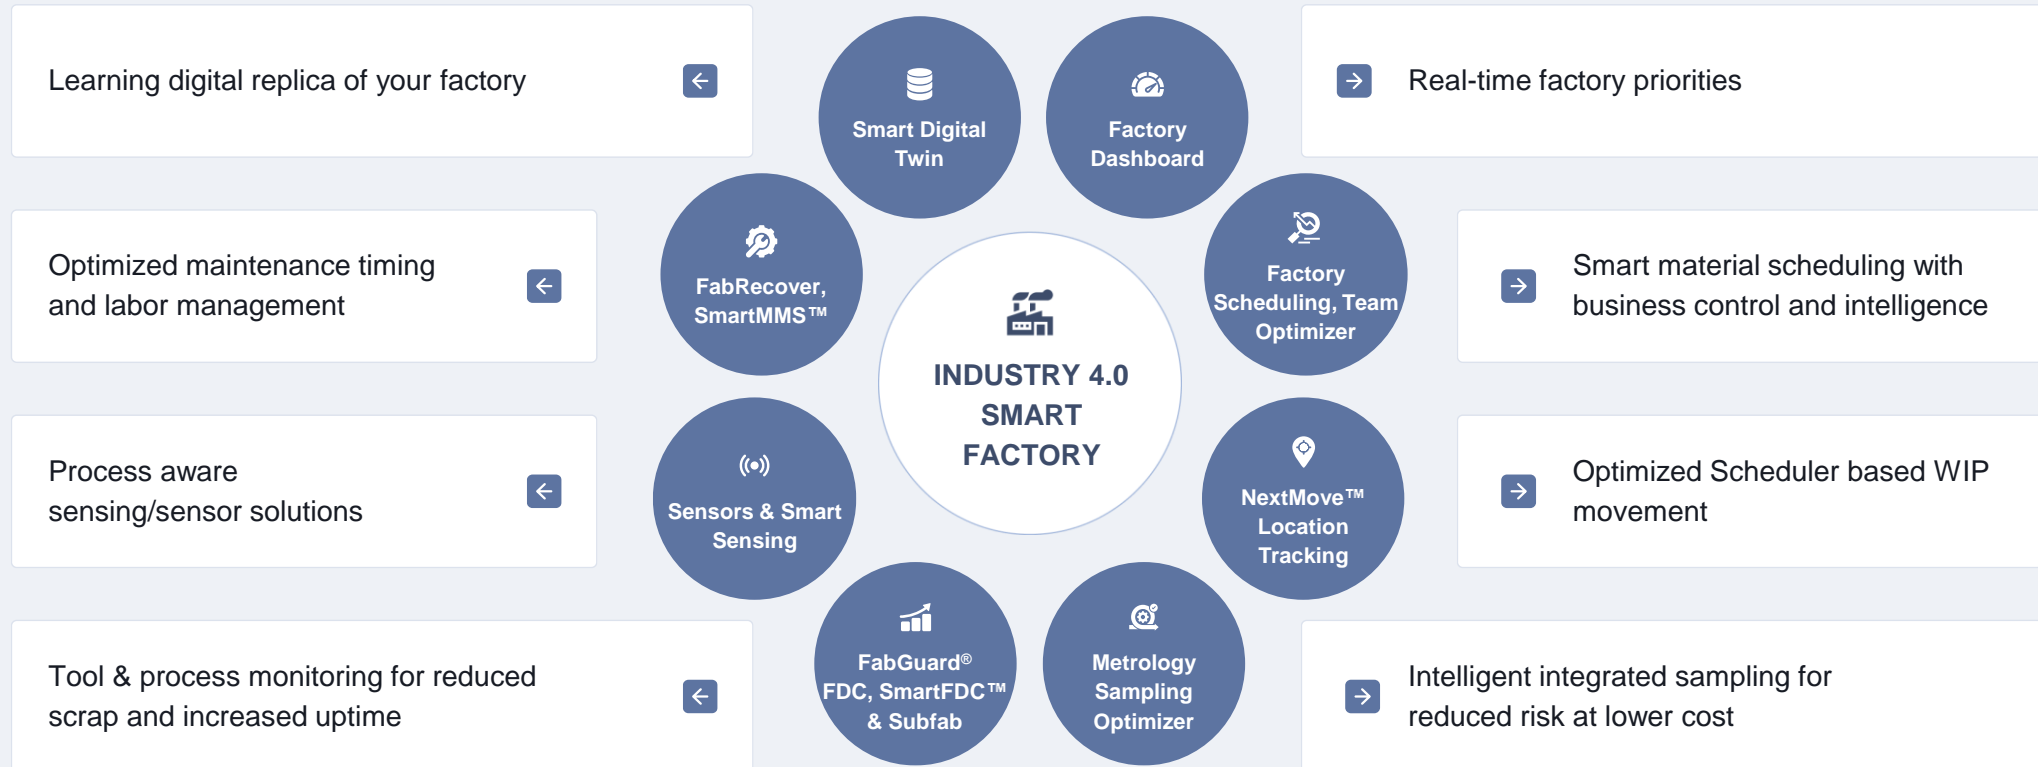 Learning digital replica of your factory
Smart Digital
Twin
Factory
Dashboard
Real-time factory priorities
Optimized maintenance timing
and labor management
FabRecover,
SmartMMS™
Factory
Scheduling, Team
Optimizer
Smart material scheduling with
business control and intelligence
INDUSTRY 4.0
SMART
FACTORY
Process aware
sensing/sensor solutions
Sensors & Smart
Sensing
NextMove™
Location
Tracking
Optimized Scheduler based WIP
movement
Tool & process monitoring for reduced
scrap and increased uptime
FabGuard®
FDC, SmartFDC™
& Subfab
Metrology
Sampling
Optimizer
Intelligent integrated sampling for
reduced risk at lower cost